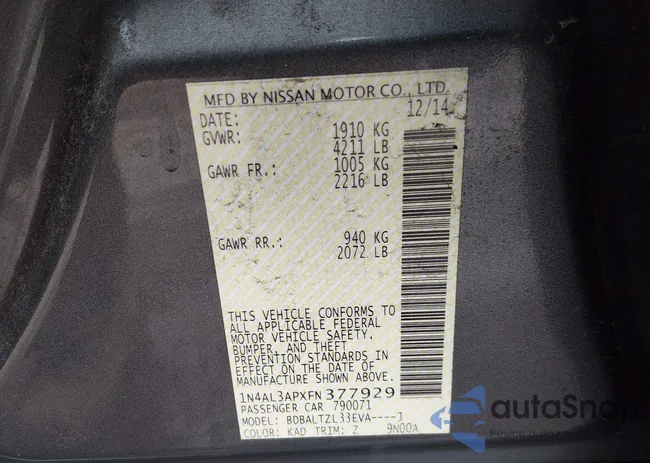 MFD BY NISSAN MOTOR CO., LTD.
DATE: 12/14
GVWR: 1910 KG
4211 LB
GAWR FR.: 1005 KG
2216 LB
GAWR RR.: 940 KG
2072 LB
THIS VEHICLE CONFORMS TO
ALL APPLICABLE FEDERAL
MOTOR VEHICLE SAFETY,
BUMPER, AND THEFT
PREVENTION STANDARDS IN
EFFECT ON THE DATE OF
MANUFACTURE SHOWN ABOVE.
1N4AL3APXFN377929
PASSENGER CAR 790071
MODEL: BDBALTZL33EVA----J
COLOR: KAD TRIM: Z 9N00A
autoSnap